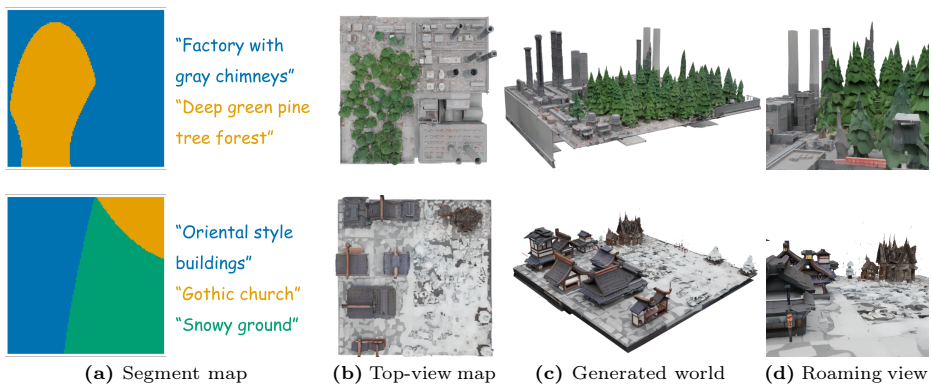 “Factory with
gray chimneys”
“Deep green pine
tree forest”
“Oriental style
buildings”
“Gothic church”
“Snowy ground”
(a) Segment map
(b) Top-view map
(c) Generated world
(d) Roaming view